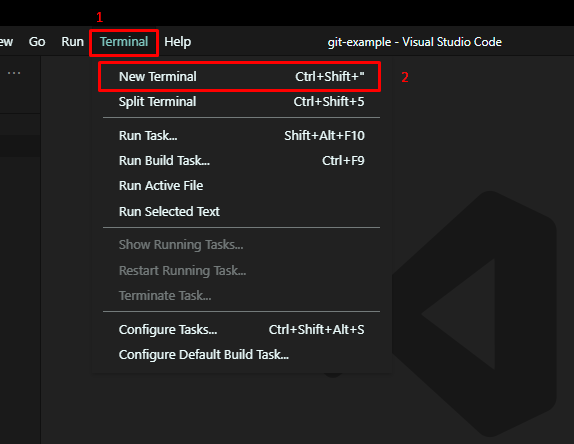 1
ew Go Run Terminal Help git-example - Visual Studio Code
...
New Terminal Ctrl+Shift+" 2
Split Terminal Ctrl+Shift+5
Run Task... Shift+Alt+F10
Run Build Task... Ctrl+F9
Run Active File
Run Selected Text
Show Running Tasks...
Restart Running Task...
Terminate Task...
Configure Tasks... Ctrl+Shift+Alt+S
Configure Default Build Task...